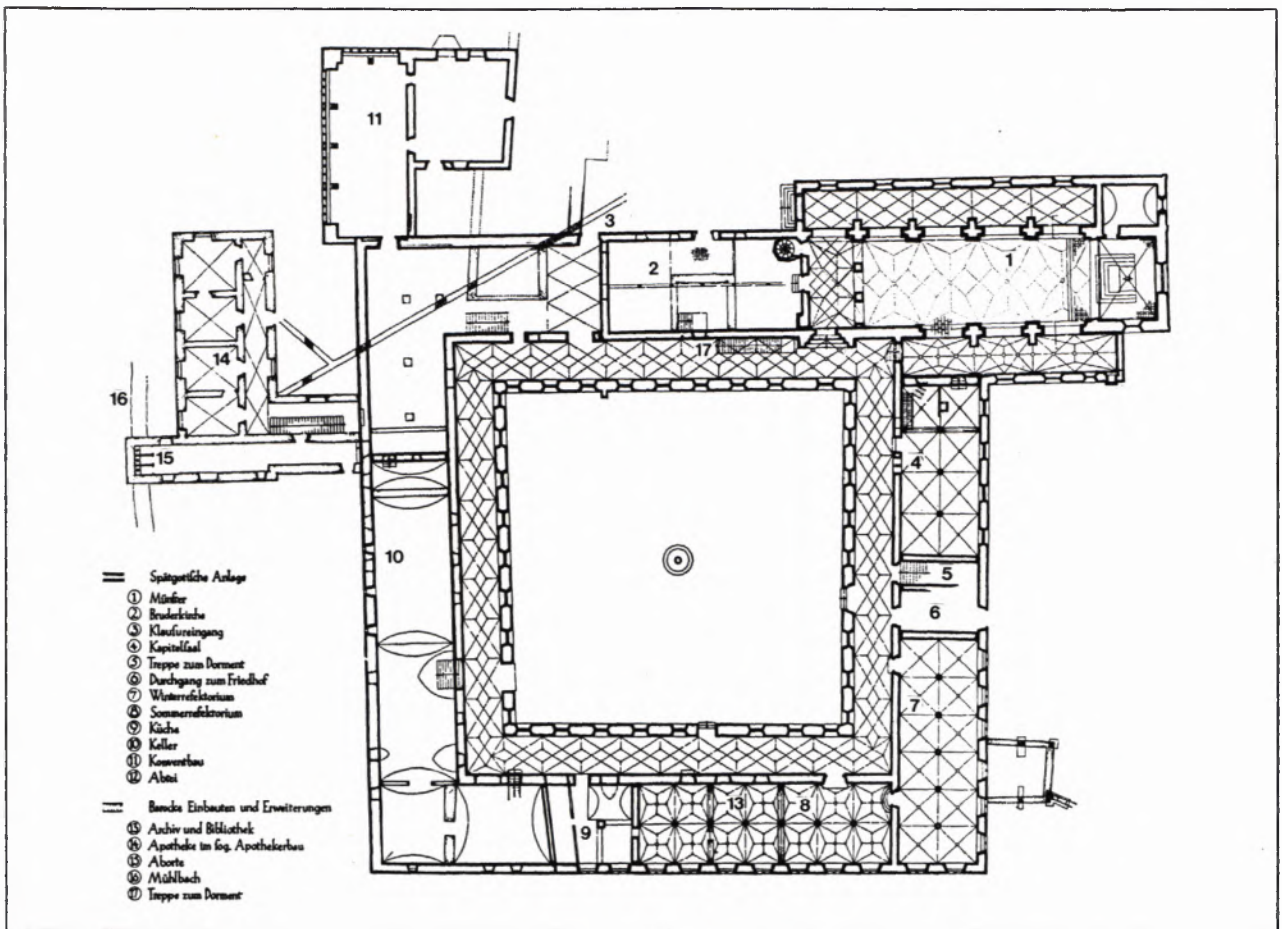 11
3
1
2
17
14
16
15
4
10
5
6
7
13
8
9
Spätgotische Anlage
① Münster
② Bruderkirche
③ Klausureingang
④ Kapitelsaal
⑤ Treppe zum Dorment
⑥ Durchgang zum Friedhof
⑦ Winterrefektorium
⑧ Sommerrefektorium
⑨ Küche
⑩ Keller
⑪ Konventbau
⑫ Abtei
Barocke Einbauten und Erweiterungen
⑬ Archiv und Bibliothek
⑭ Apotheke im sog. Apothekerbau
⑮ Aborte
⑯ Mühlbach
⑰ Treppe zum Dorment